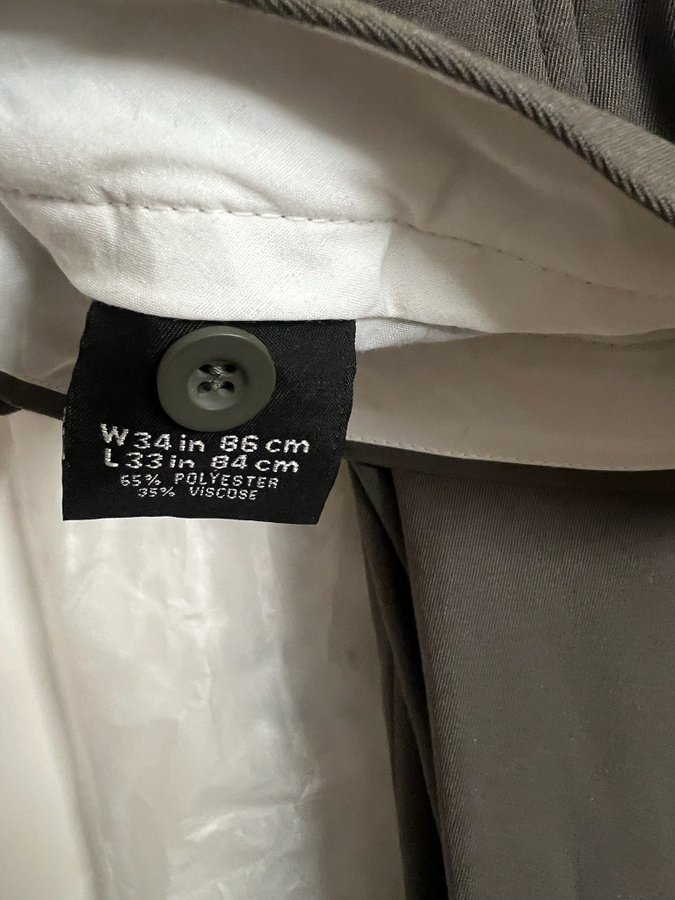 W34in 86cm
L33in 84cm
65% POLYESTER
35% VISCOSE